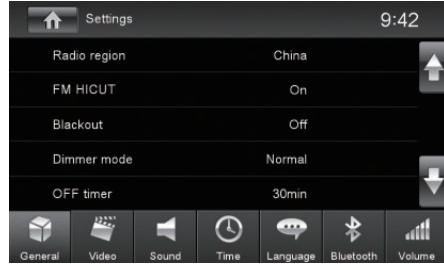 Settings 9:42
Radio region China
FM HICUT On
Blackout Off
Dimmer mode Normal
OFF timer 30min
General Video Sound Time Language Bluetooth Volume